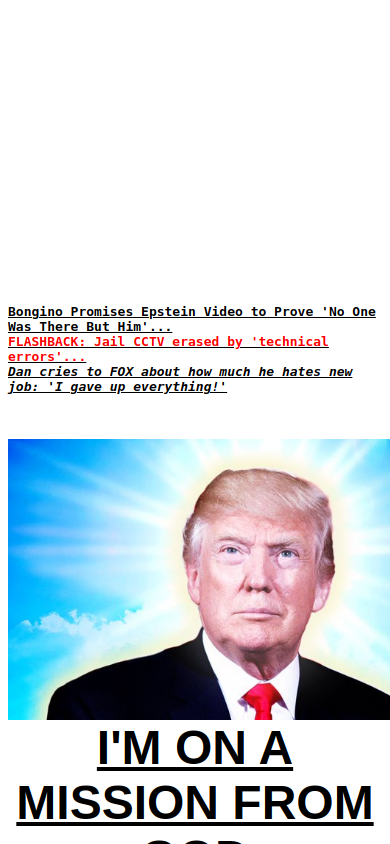 Bongino Promises Epstein Video to Prove 'No One
Was There But Him'...
FLASHBACK: Jail CCTV erased by 'technical
errors'...
Dan cries to FOX about how much he hates new
job: 'I gave up everything!'
I'M ON A
MISSION FROM
GOD